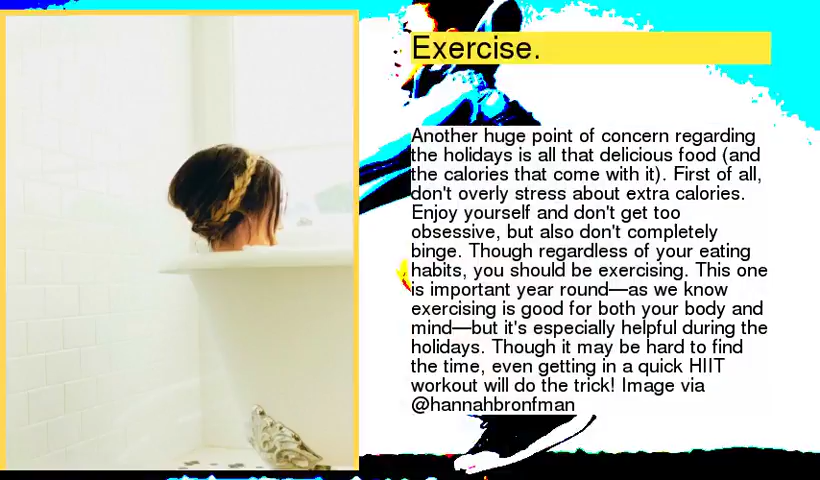 Exercise.
Another huge point of concern regarding
the holidays is all that delicious food (and
the calories that come with it). First of all,
don't overly stress about extra calories.
Enjoy yourself and don't get too
obsessive, but also don't completely
binge. Though regardless of your eating
habits, you should be exercising. This one
is important year round—as we know
exercising is good for both your body and
mind—but it's especially helpful during the
holidays. Though it may be hard to find
the time, even getting in a quick HIIT
workout will do the trick! Image via
@hannahbronfman